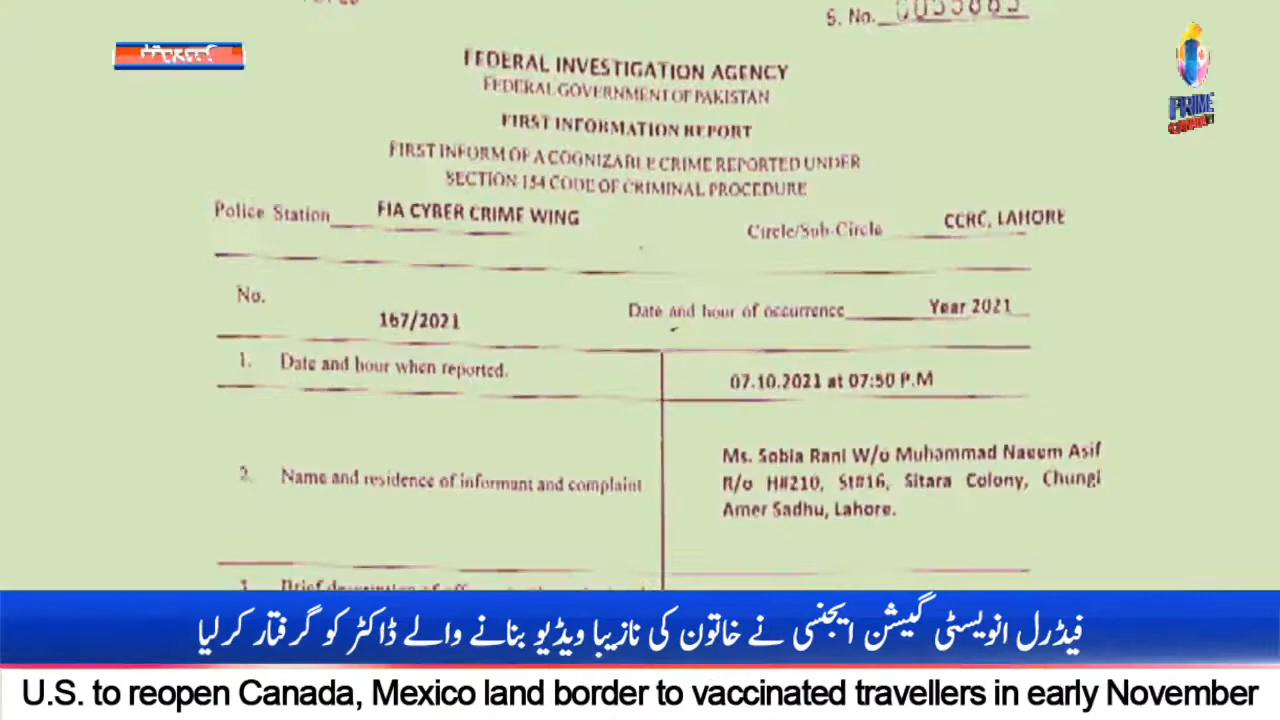 S. No.
FEDERAL INVESTIGATION AGENCY
FEDERAL GOVERNMENT OF PAKISTAN
FIRST INFORMATION REPORT
FIRST INFORM OF A COGNIZABLE CRIME REPORTED UNDER
SECTION 154 CODE OF CRIMINAL PROCEDURE
Police Station FIA CYBER CRIME WING Circle/Sub-Circle CCRC, LAHORE
No. 167/2021 Date and hour of occurrence Year 2021
1. Date and hour when reported. 07.10.2021 at 07:50 P.M
2. Name and residence of informant and complaint
Ms. Sobia Rani W/o Muhammad Naeem Asif
R/o H#210, St#16, Sitara Colony, Chungi
Amer Sadhu, Lahore.
PRIME
CANADA
فیڈرل انویسٹی گیشن ایجنسی نے خاتون کی نازیبا ویڈیو بنانے والے ڈاکٹر کو گرفتار کرلیا
U.S. to reopen Canada, Mexico land border to vaccinated travellers in early November